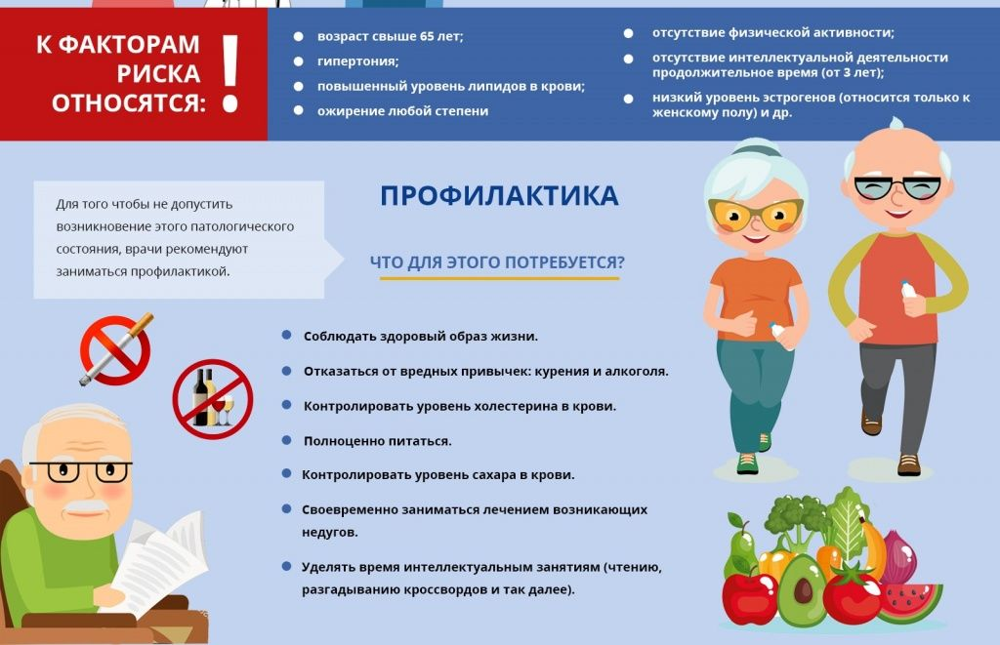 К ФАКТОРАМ
РИСКА
ОТНОСЯТСЯ:
!
возраст свыше 65 лет;
гипертония;
повышенный уровень липидов в крови;
ожирение любой степени
отсутствие физической активности;
отсутствие интеллектуальной деятельности
продолжительное время (от 3 лет);
низкий уровень эстрогенов (относится только к
женскому полу) и др.
Для того чтобы не допустить
возникновение этого патологического
состояния, врачи рекомендуют
заниматься профилактикой.
ПРОФИЛАКТИКА
ЧТО ДЛЯ ЭТОГО ПОТРЕБУЕТСЯ?
Соблюдать здоровый образ жизни.
Отказаться от вредных привычек: курения и алкоголя.
Контролировать уровень холестерина в крови.
Полноценно питаться.
Контролировать уровень сахара в крови.
Своевременно заниматься лечением возникающих
недугов.
Уделять время интеллектуальным занятиям (чтению,
разгадыванию кроссвордов и так далее).